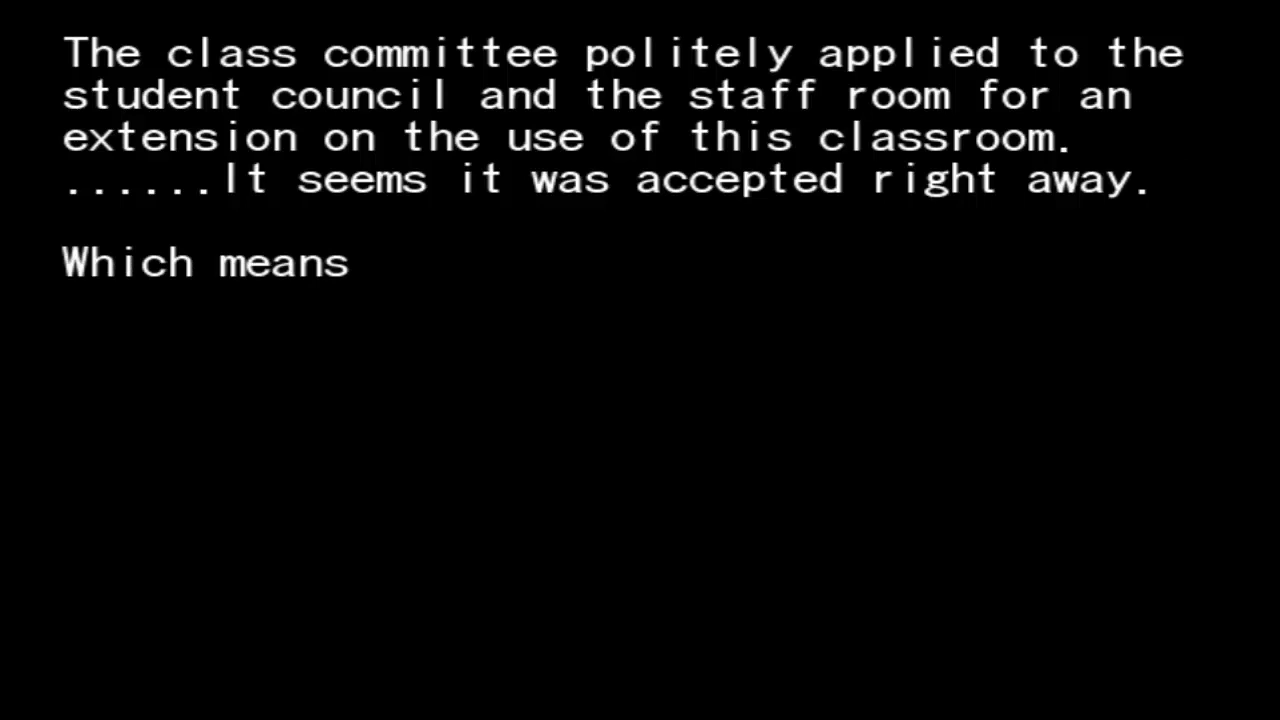 The class committee politely applied to the
student council and the staff room for an
extension on the use of this classroom.
......It seems it was accepted right away.
Which means